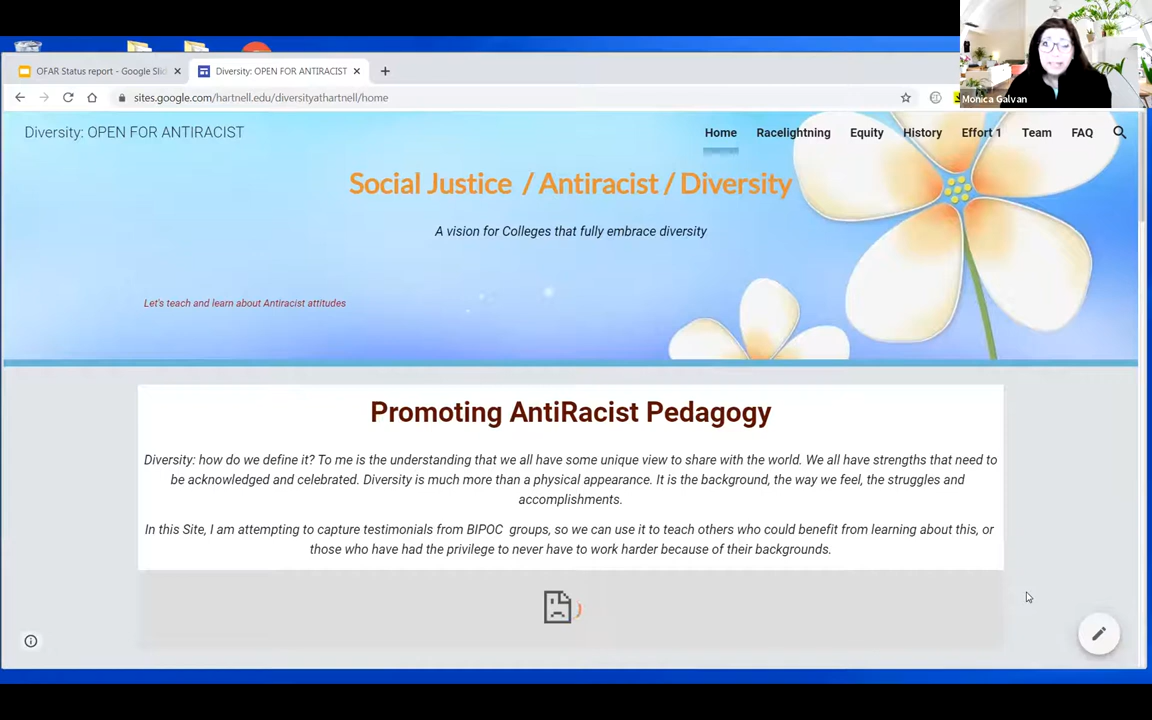 OFAR Status report - Google Slid
Diversity: OPEN FOR ANTIRACIST
sites.google.com/hartnell.edu/diversityathartnell/home
Monica Galvan
Diversity: OPEN FOR ANTIRACIST
Home Racelightning Equity History Effort 1 Team FAQ
Social Justice / Antiracist / Diversity
A vision for Colleges that fully embrace diversity
Let's teach and learn about Antiracist attitudes
Promoting AntiRacist Pedagogy
Diversity: how do we define it? To me is the understanding that we all have some unique view to share with the world. We all have strengths that need to
be acknowledged and celebrated. Diversity is much more than a physical appearance. It is the background, the way we feel, the struggles and
accomplishments.
In this Site, I am attempting to capture testimonials from BIPOC groups, so we can use it to teach others who could benefit from learning about this, or
those who have had the privilege to never have to work harder because of their backgrounds.